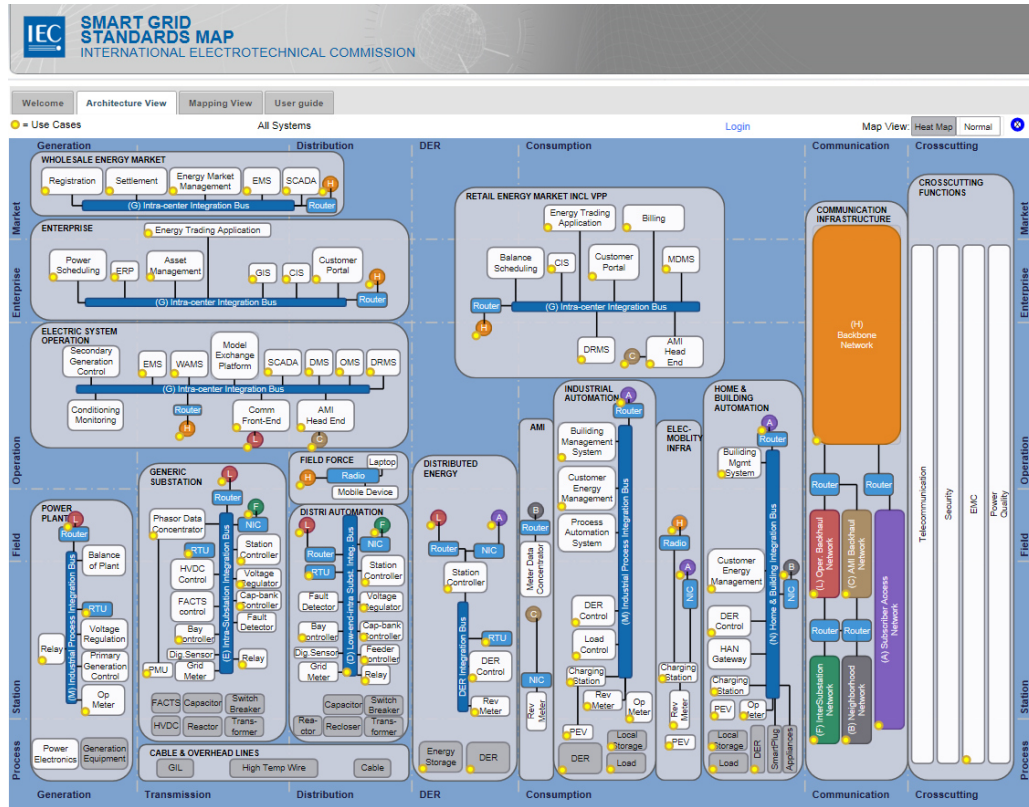 IEC
SMART GRID
STANDARDS MAP
INTERNATIONAL ELECTROTECHNICAL COMMISSION
Welcome
Architecture View
Mapping View
User guide
= Use Cases
All Systems
Login
Map View:
Heat Map
Normal
Generation
Distribution
DER
Consumption
Communication
Crosscutting
Market
Enterprise
Operation
Field
Station
Process
WHOLESALE ENERGY MARKET
Registration
Settlement
Energy Market
Management
EMS
SCADA
H
(G) Intra-center Integration Bus
Router
ENTERPRISE
Energy Trading Application
Power
Scheduling
ERP
Asset
Management
GIS
CIS
Customer
Portal
H
(G) Intra-center Integration Bus
Router
ELECTRIC SYSTEM
OPERATION
Secondary
Generation
Control
EMS
WAMS
Model
Exchange
Platform
SCADA
DMS
OMS
DRMS
(G) Intra-center Integration Bus
Conditioning
Monitoring
Router
H
Comm
Front-End
L
AMI
Head End
C
RETAIL ENERGY MARKET INCL VPP
Energy Trading
Application
Billing
Balance
Scheduling
CIS
Customer
Portal
MDMS
Router
H
(G) Intra-center Integration Bus
DRMS
C
AMI
Head
End
POWER
PLANT
L
Router
(M) Industrial Process Integration Bus
Balance
of Plant
RTU
Relay
Voltage
Regulation
Primary
Generation
Control
Op
Meter
Power
Electronics
Generation
Equipment
GENERIC
SUBSTATION
L
Router
F
NIC
Phasor Data
Concentrator
RTU
HVDC
Control
FACTS
control
Bay
Controller
Dig.Sensor
PMU
Grid
Meter
(E) Intra-Substation Integration Bus
Station
Controller
Voltage
Regulator
Cap-bank
Controller
Fault
Detector
Relay
FACTS
Capacitor
Switch
Breaker
HVDC
Reactor
Trans-
former
FIELD FORCE
Laptop
H
Radio
Mobile Device
DISTRI AUTOMATION
L
Router
RTU
F
NIC
Fault
Detector
Bay
Controller
Dig.Sensor
Grid
Meter
(D) Low-end-intra Subst. Integ. Bus
Station
Controller
Voltage
Regulator
Cap-bank
Controller
Feeder
Controller
Relay
Capacitor
Switch
Breaker
Rea-
ctor
Recloser
Trans-
former
CABLE & OVERHEAD LINES
GIL
High Temp Wire
Cable
DISTRIBUTED
ENERGY
L
Router
A
NIC
Station
Controller
DER Integration Bus
RTU
DER
Control
Rev
Meter
Energy
Storage
DER
AMI
B
Router
Meter Data
Concentrator
C
NIC
Rev
Meter
INDUSTRIAL
AUTOMATION
A
Router
Builiding
Management
System
Customer
Energy
Management
Process
Automation
System
(M) Industrial Process Integration Bus
DER
Control
Load
Control
Charging
Station
Rev
Meter
Op
Meter
PEV
DER
Local
Storage
Load
ELEC-
MOBLITY
INFRA
H
Radio
A
NIC
Charging
Station
Rev
Meter
PEV
HOME &
BUILDING
AUTOMATION
A
Router
Builiding
Mgmt
System
Customer
Energy
Management
B
NIC
(N) Home & Building Integration Bus
DER
Control
HAN
Gateway
Charging
Station
PEV
Op
Meter
Local
Storage
Load
DER
SmartPlug
Appliances
COMMUNICATION
INFRASTRUCTURE
(H)
Backbone
Network
Router
Router
(L) Oper. Backhaul
Network
(C) AMI Backhaul
Network
(A) Subscriber Access
Network
Router
Router
(F) InterSubstation
Network
(B) Neighborhood
Network
CROSSCUTTING
FUNCTIONS
Telecommunication
Security
EMC
Power
Quality
Market
Enterprise
Operation
Field
Station
Process
Generation
Transmission
Distribution
DER
Consumption
Communication
Crosscutting